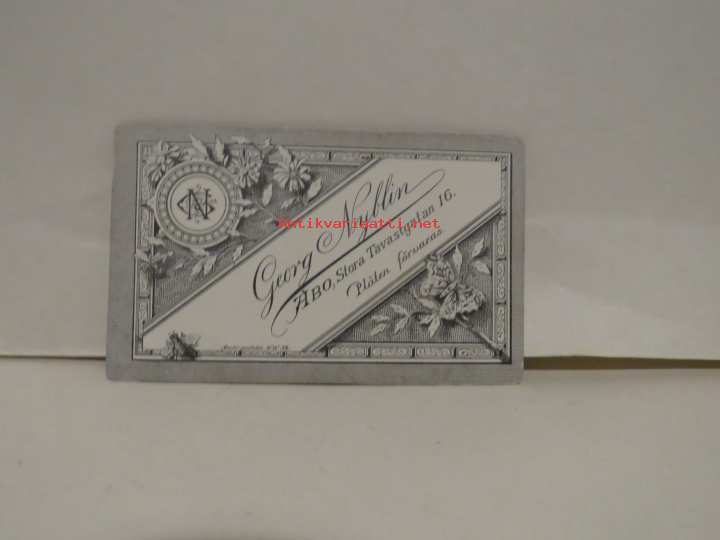 GN
Georg Nyblin
ÅBO, Stora Tavastgatan 16.
Plåten förvaras.
Antikvariaatti.net